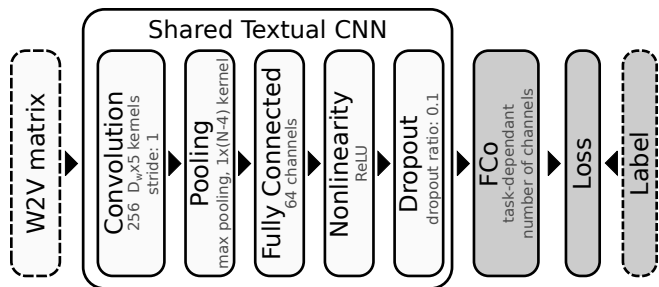 Shared Textual CNN
W2V matrix
Convolution
256 D_wx5 kernels
stride: 1
Pooling
max pooling, 1x(N-4) kernel
Fully Connected
64 channels
Nonlinearity
ReLU
Dropout
dropout ratio: 0.1
FCo
task-dependant
number of channels
Loss
Label